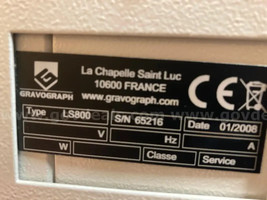 La Chapelle Saint Luc
10600 FRANCE
GRAVOGRAPH
www.gravograph.com
CE
Type LS800 S/N 65216 Date 01/2008
V Hz A
W Classe Service